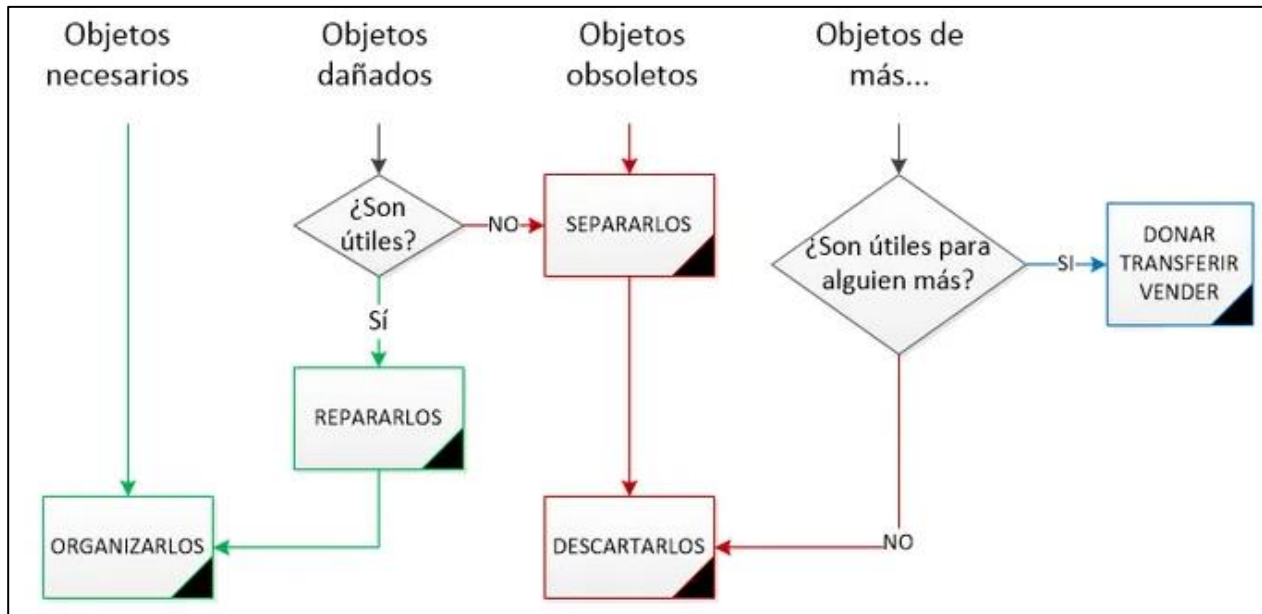 Objetos
necesarios
Objetos
dañados
Objetos
obsoletos
Objetos de
más...
¿Son
útiles?
NO
SEPARARLOS
¿Son útiles para
alguien más?
SI
DONAR
TRANSFERIR
VENDER
Sí
REPARARLOS
ORGANIZARLOS
DESCARTARLOS
NO